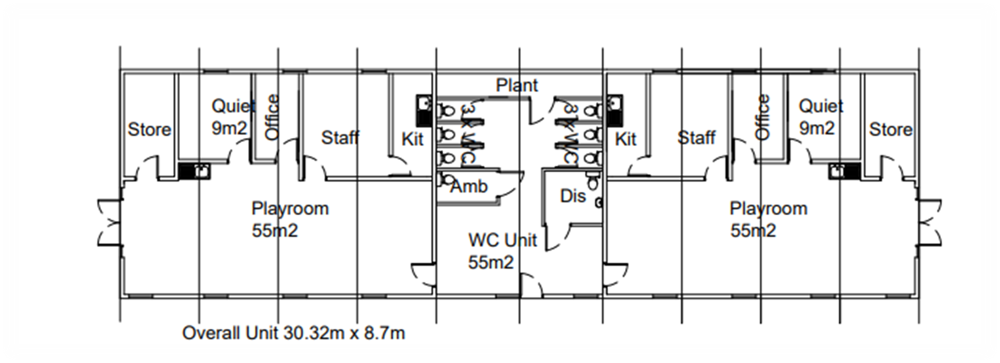 Plant
Quiet
9m2
Office
Store
Staff
Kit
3 x WC
3 x WC
Kit
Staff
Office
Quiet
9m2
Store
Amb
Dis
Playroom
55m2
WC Unit
55m2
Playroom
55m2
Overall Unit 30.32m x 8.7m